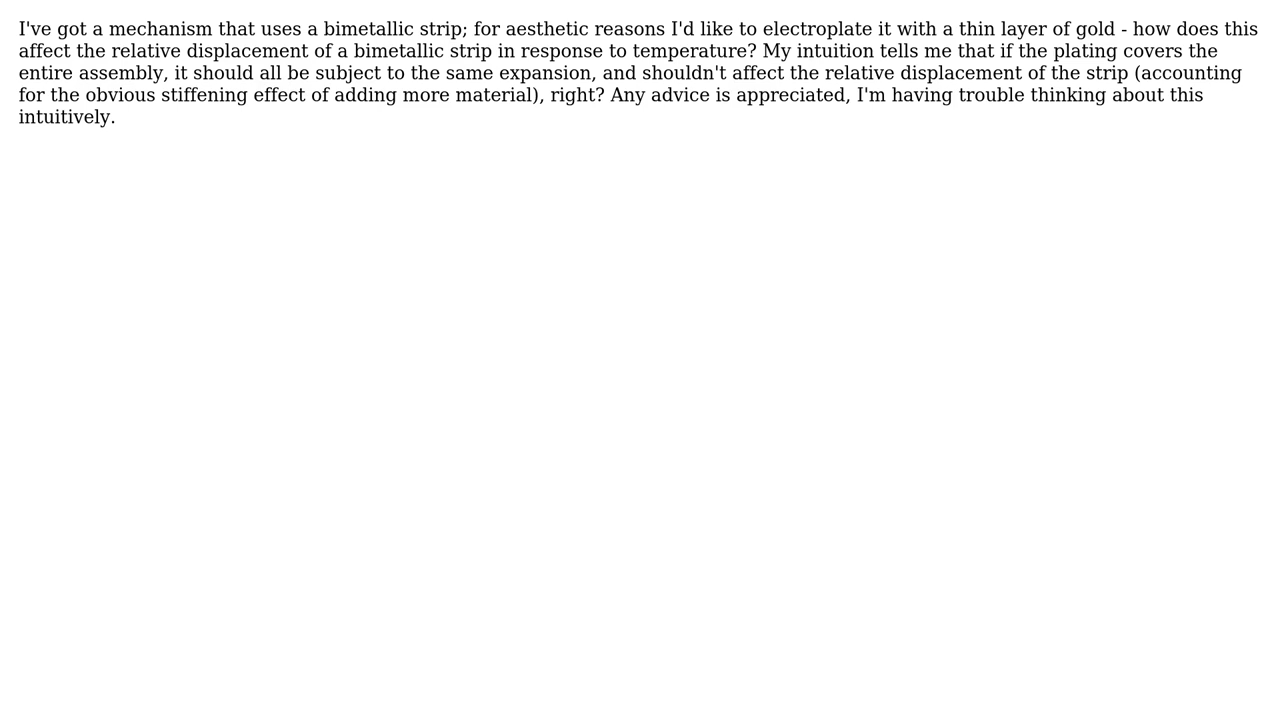 I've got a mechanism that uses a bimetallic strip; for aesthetic reasons I'd like to electroplate it with a thin layer of gold - how does this
affect the relative displacement of a bimetallic strip in response to temperature? My intuition tells me that if the plating covers the
entire assembly, it should all be subject to the same expansion, and shouldn't affect the relative displacement of the strip (accounting
for the obvious stiffening effect of adding more material), right? Any advice is appreciated, I'm having trouble thinking about this
intuitively.